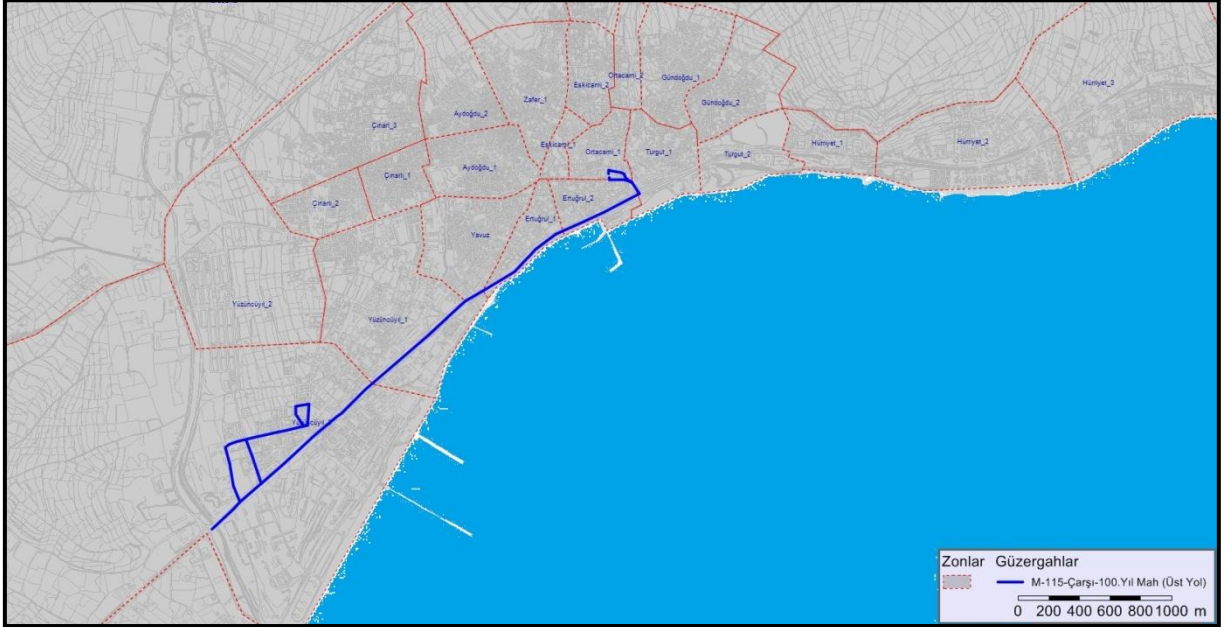 Hürriyet_3
Ortacami_2
Gündoğdu_1
Zafer_1
Eskicami_2
Gündoğdu_2
Aydoğdu_2
Çınarlı_3
Hürriyet_1
Hürriyet_2
Eskicami_1
Ortacami_1
Turgut_1
Turgut_2
Aydoğdu_1
Çınarlı_1
Ertuğrul_2
Çınarlı_2
Ertuğrul_1
Yavuz
Yüzüncüyıl_2
Yüzüncüyıl_1
Zonlar Güzergahlar
M-115-Çarşı-100.Yıl Mah (Üst Yol)
0 200 400 600 800 1000 m